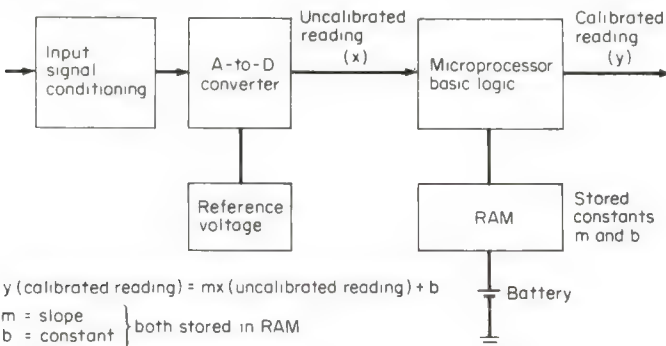 Input
signal
conditioning
A-to-D
converter
Uncalibrated
reading
(x)
Microprocessor
basic logic
Calibrated
reading
(y)
Reference
voltage
RAM
Stored
constants
m and b
Battery
y (calibrated reading) = mx (uncalibrated reading) + b
m = slope
b = constant } both stored in RAM